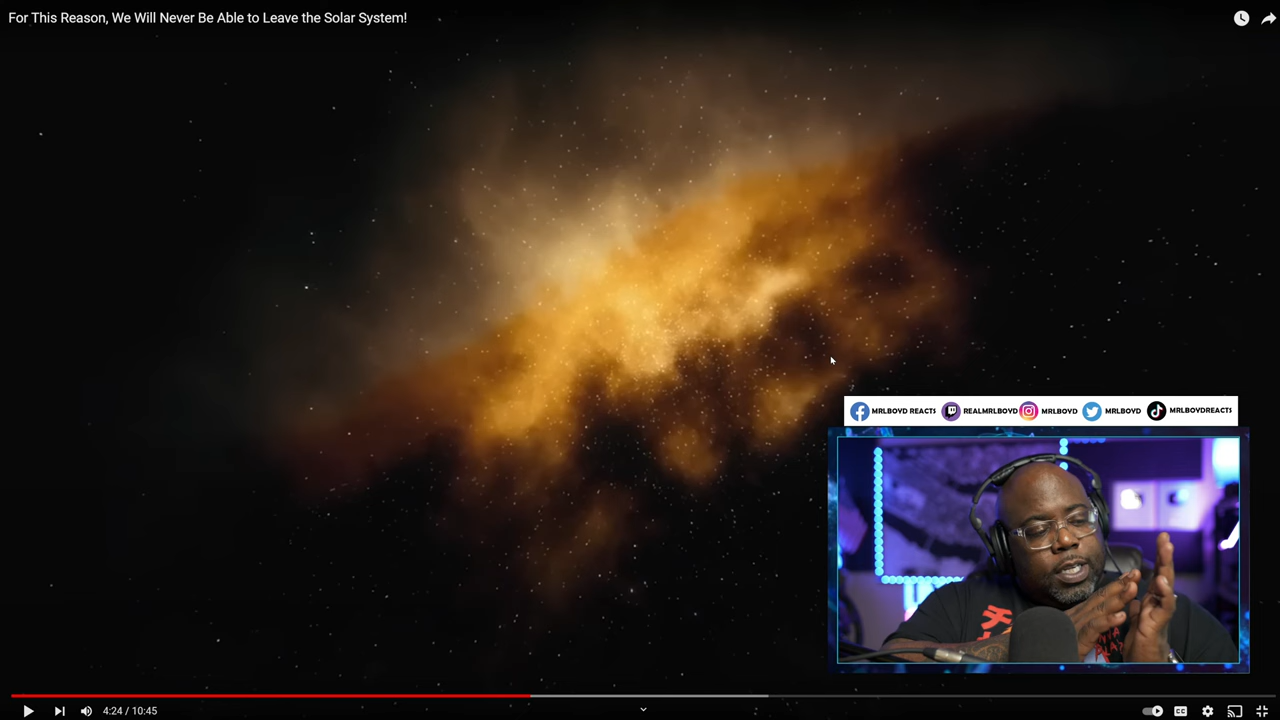 For This Reason, We Will Never Be Able to Leave the Solar System!
MRLBOYD REACTS REALMRLBOYD MRLBOYD MRLBOYD MRLBOYDREACTS
4:24 / 10:45
CC